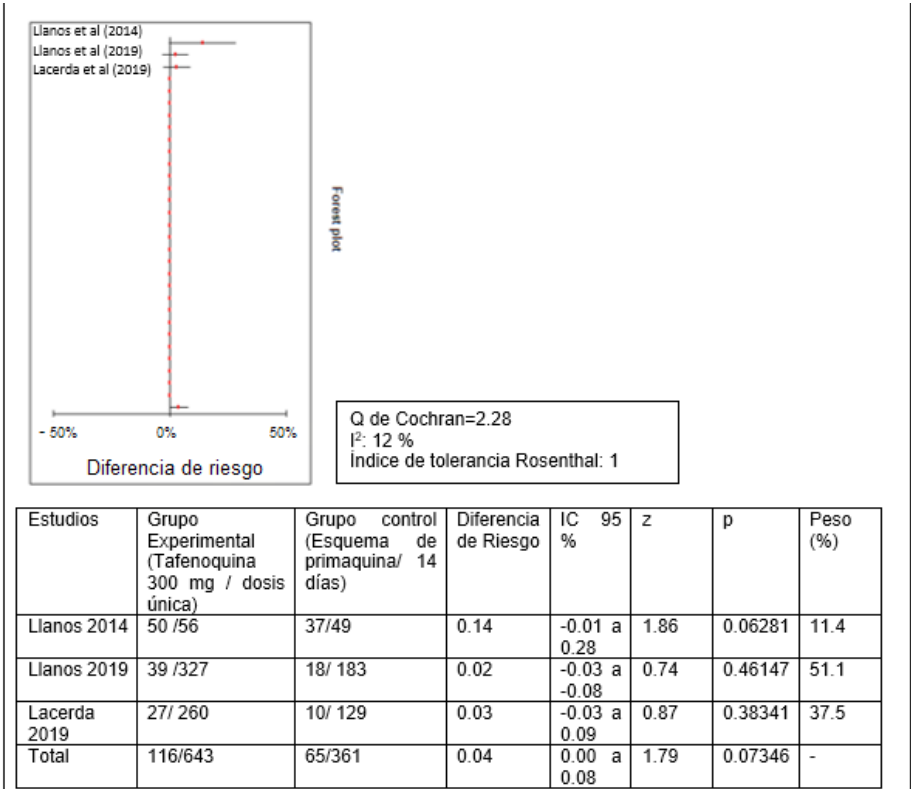 Llanos et al (2014)
Llanos et al (2019)
Lacerda et al (2019)
Forest plot
- 50%
0%
50%
Diferencia de riesgo
Q de Cochran=2.28
I²: 12 %
Índice de tolerancia Rosenthal: 1
Estudios
Grupo
Experimental
(Tafenoquina
300 mg / dosis
única)
Grupo control
(Esquema de
primaquina/ 14
días)
Diferencia
de Riesgo
IC 95
%
z
p
Peso
(%)
Llanos 2014
50 /56
37/49
0.14
-0.01 a
0.28
1.86
0.06281
11.4
Llanos 2019
39 /327
18/ 183
0.02
-0.03 a
-0.08
0.74
0.46147
51.1
Lacerda
2019
27/ 260
10/ 129
0.03
-0.03 a
0.09
0.87
0.38341
37.5
Total
116/643
65/361
0.04
0.00 a
0.08
1.79
0.07346
-